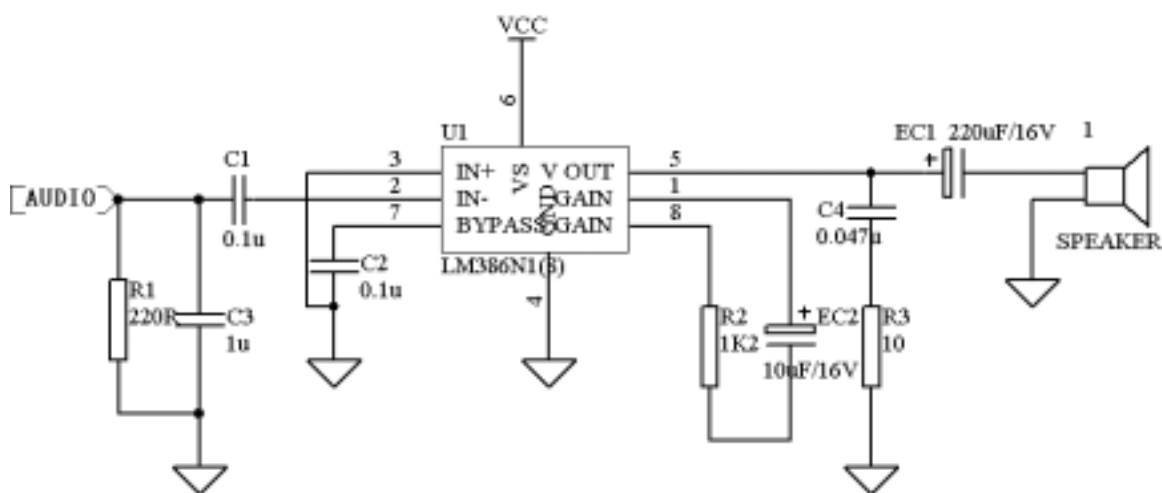 VCC
6
U1
EC1 220uF/16V 1
C1
3 IN+ VS V OUT 5
AUDIO
2 IN- GND GAIN 1
7 BYPASS GAIN 8
0.1u
C4
0.047u
SPEAKER
LM386N1(8)
C2
0.1u
4
R1
220R
C3
1u
R2
1K2
+ EC2
10uF/16V
R3
10
+